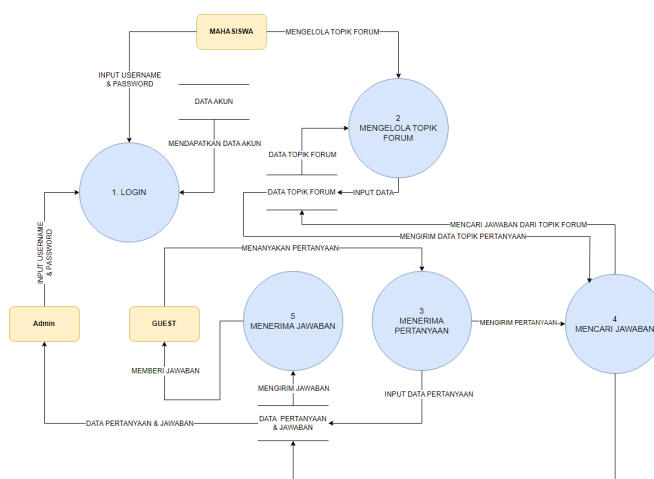 MAHASISWA
MENGELOLA TOPIK FORUM
INPUT USERNAME
& PASSWORD
DATA AKUN
2
MENGELOLA TOPIK
FORUM
MENDAPATKAN DATA AKUN
DATA TOPIK FORUM
1. LOGIN
DATA TOPIK FORUM
INPUT DATA
MENCARI JAWABAN DARI TOPIK FORUM
MENGIRIM DATA TOPIK PERTANYAAN
INPUT USERNAME
& PASSWORD
MENANYAKAN PERTANYAAN
Admin
GUEST
5
MENERIMA JAWABAN
3
MENERIMA
PERTANYAAN
MENGIRIM PERTANYAAN
4
MENCARI JAWABAN
MEMBERI JAWABAN
MENGIRIM JAWABAN
INPUT DATA PERTANYAAN
DATA PERTANYAAN & JAWABAN
DATA PERTANYAAN
& JAWABAN